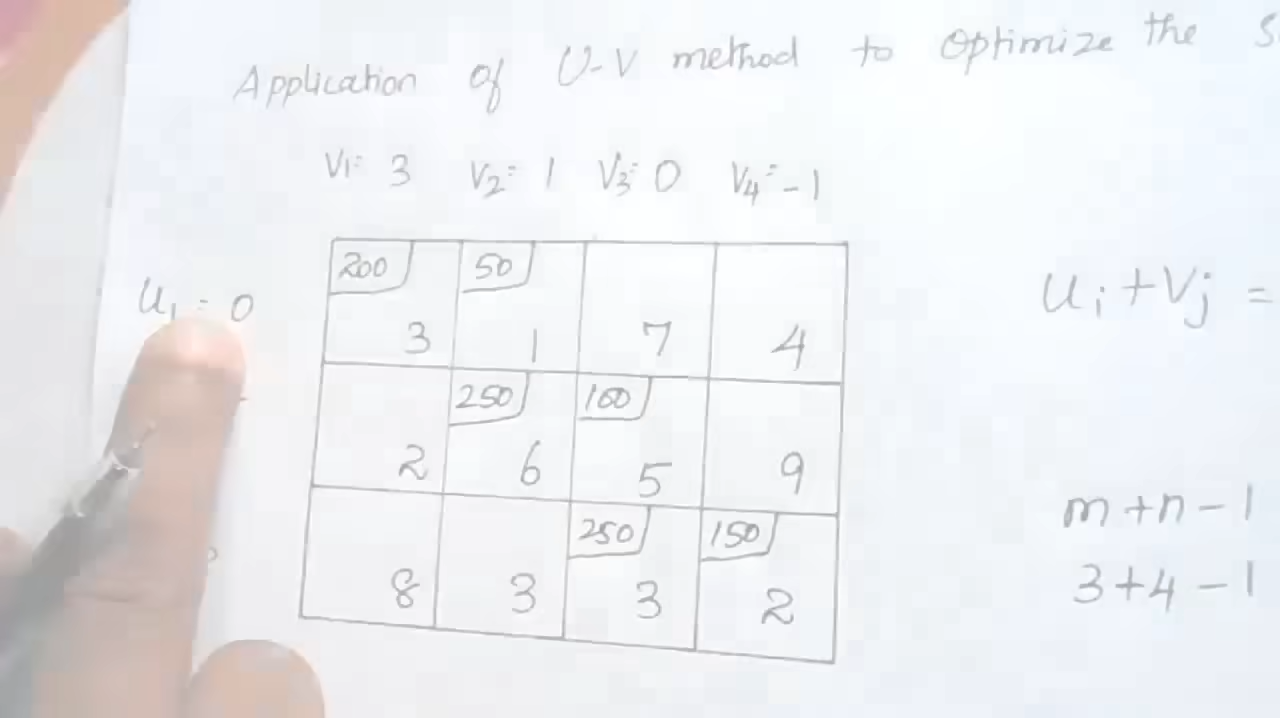 Application of U-V method to Optimize the
V1= 3 V2= 1 V3= 0 V4= -1
200 50
U1 = 0 3 1 7 4
Ui + Vj =
250 100
2 6 5 9
m+n-1
250 150
8 3 3 2
3+4-1